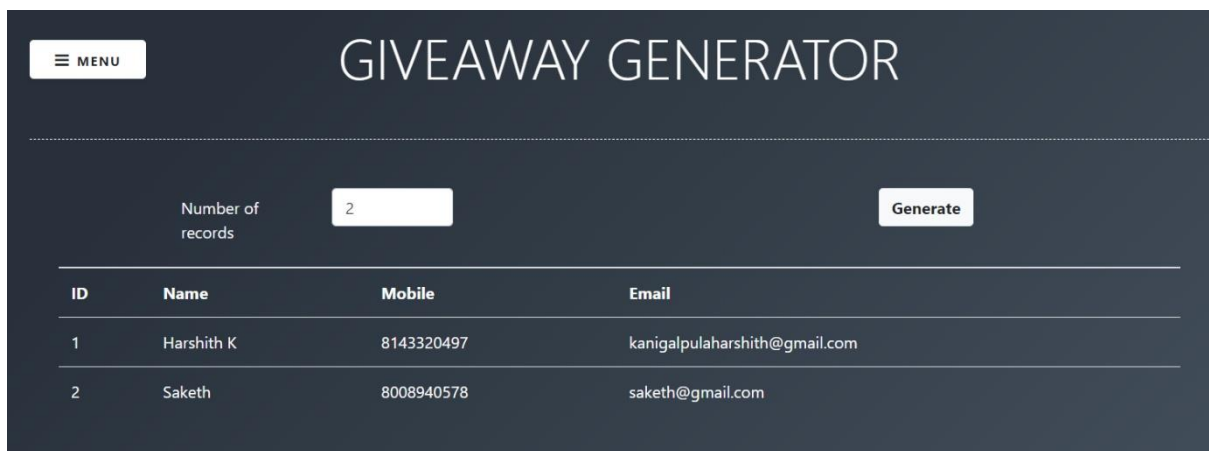 ☰ MENU
GIVEAWAY GENERATOR
Number of
records
2
Generate
ID Name Mobile Email
1 Harshith K 8143320497 kanigalpulaharshith@gmail.com
2 Saketh 8008940578 saketh@gmail.com